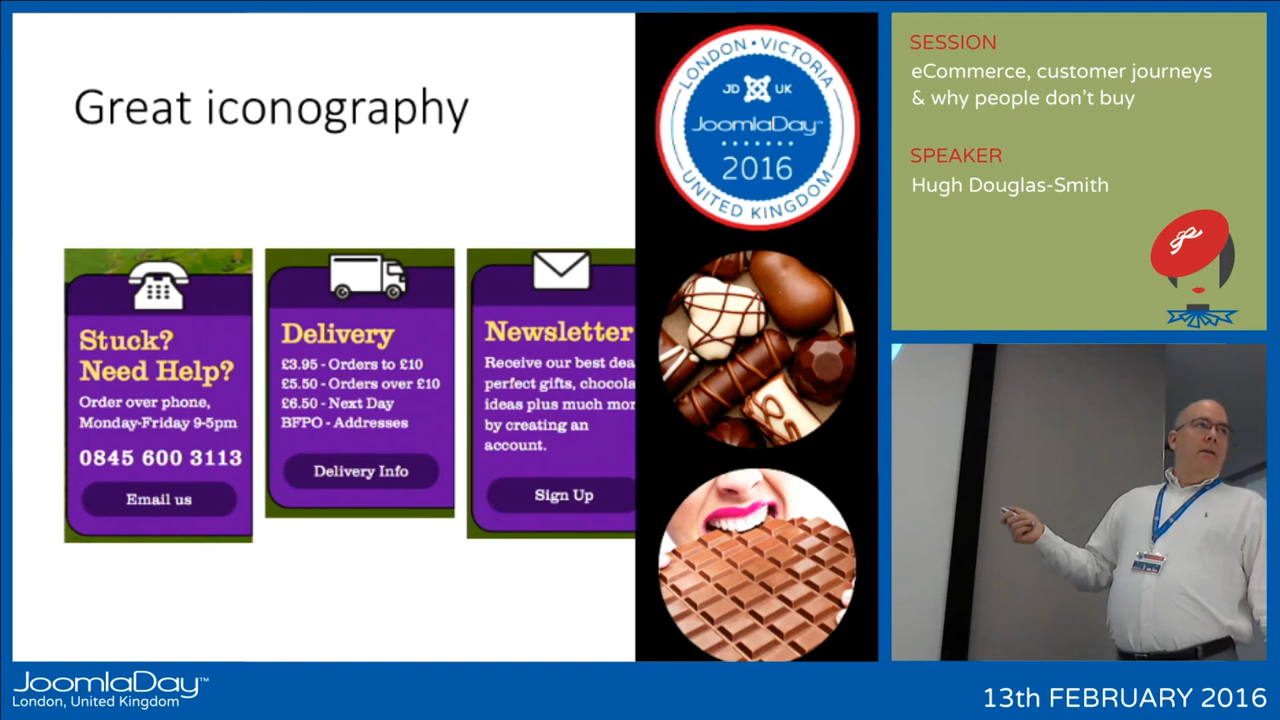 Great iconography
Stuck?
Need Help?
Order over phone,
Monday-Friday 9-5pm
0845 600 3113
Email us
Delivery
£3.95 - Orders to £10
£5.50 - Orders over £10
£6.50 - Next Day
BFPO - Addresses
Delivery Info
Newsletter
Receive our best dea
perfect gifts, chocola
ideas plus much mor
by creating an
account.
Sign Up
LONDON • VICTORIA
JD UK
JoomlaDay™
2016
UNITED KINGDOM
SESSION
eCommerce, customer journeys
& why people don't buy
SPEAKER
Hugh Douglas-Smith
JoomlaDay™
London, United Kingdom
13th FEBRUARY 2016